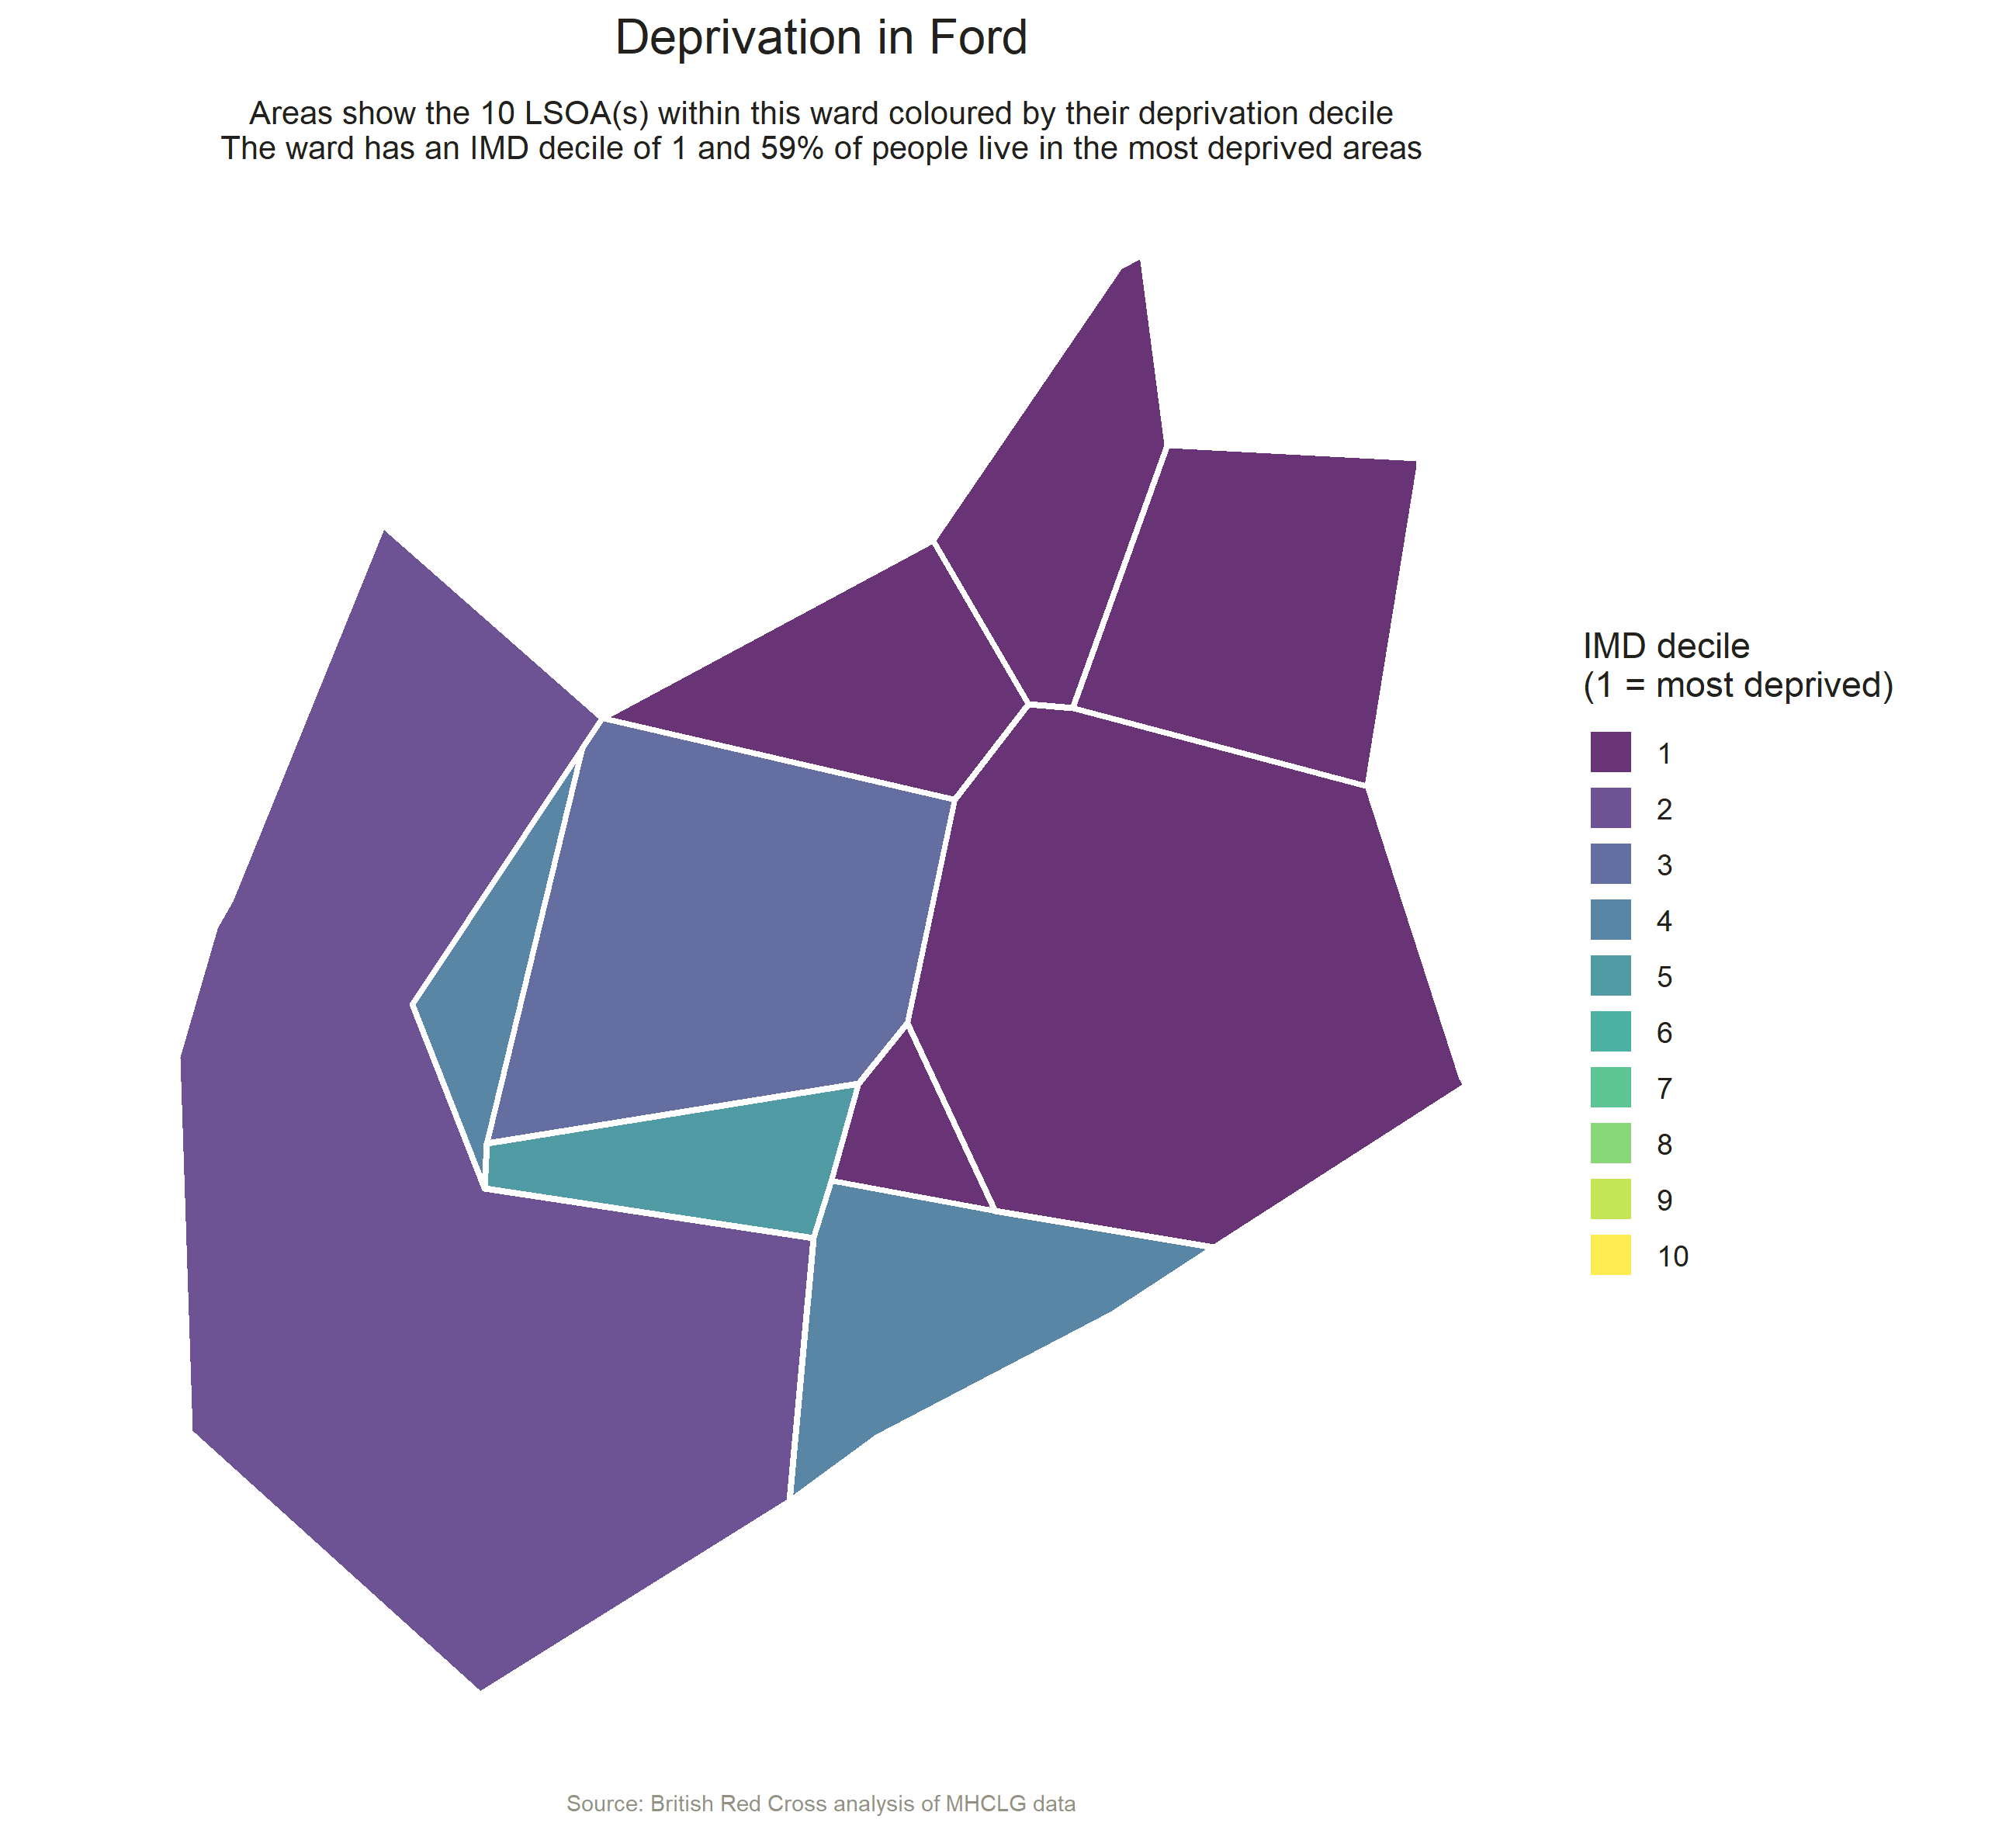 Deprivation in Ford
Areas show the 10 LSOA(s) within this ward coloured by their deprivation decile
The ward has an IMD decile of 1 and 59% of people live in the most deprived areas
IMD decile
(1 = most deprived)
1
2
3
4
5
6
7
8
9
10
Source: British Red Cross analysis of MHCLG data